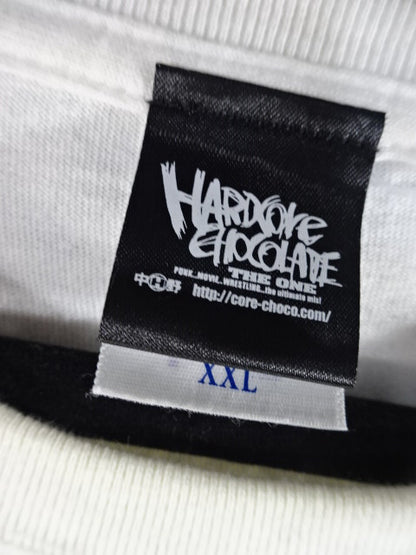 HARDCORE
CHOCOLATE
THE ONE
PUNK...MOVIE...WRESTLING...the ultimate mix!
中野 http://core-choco.com/
XXL